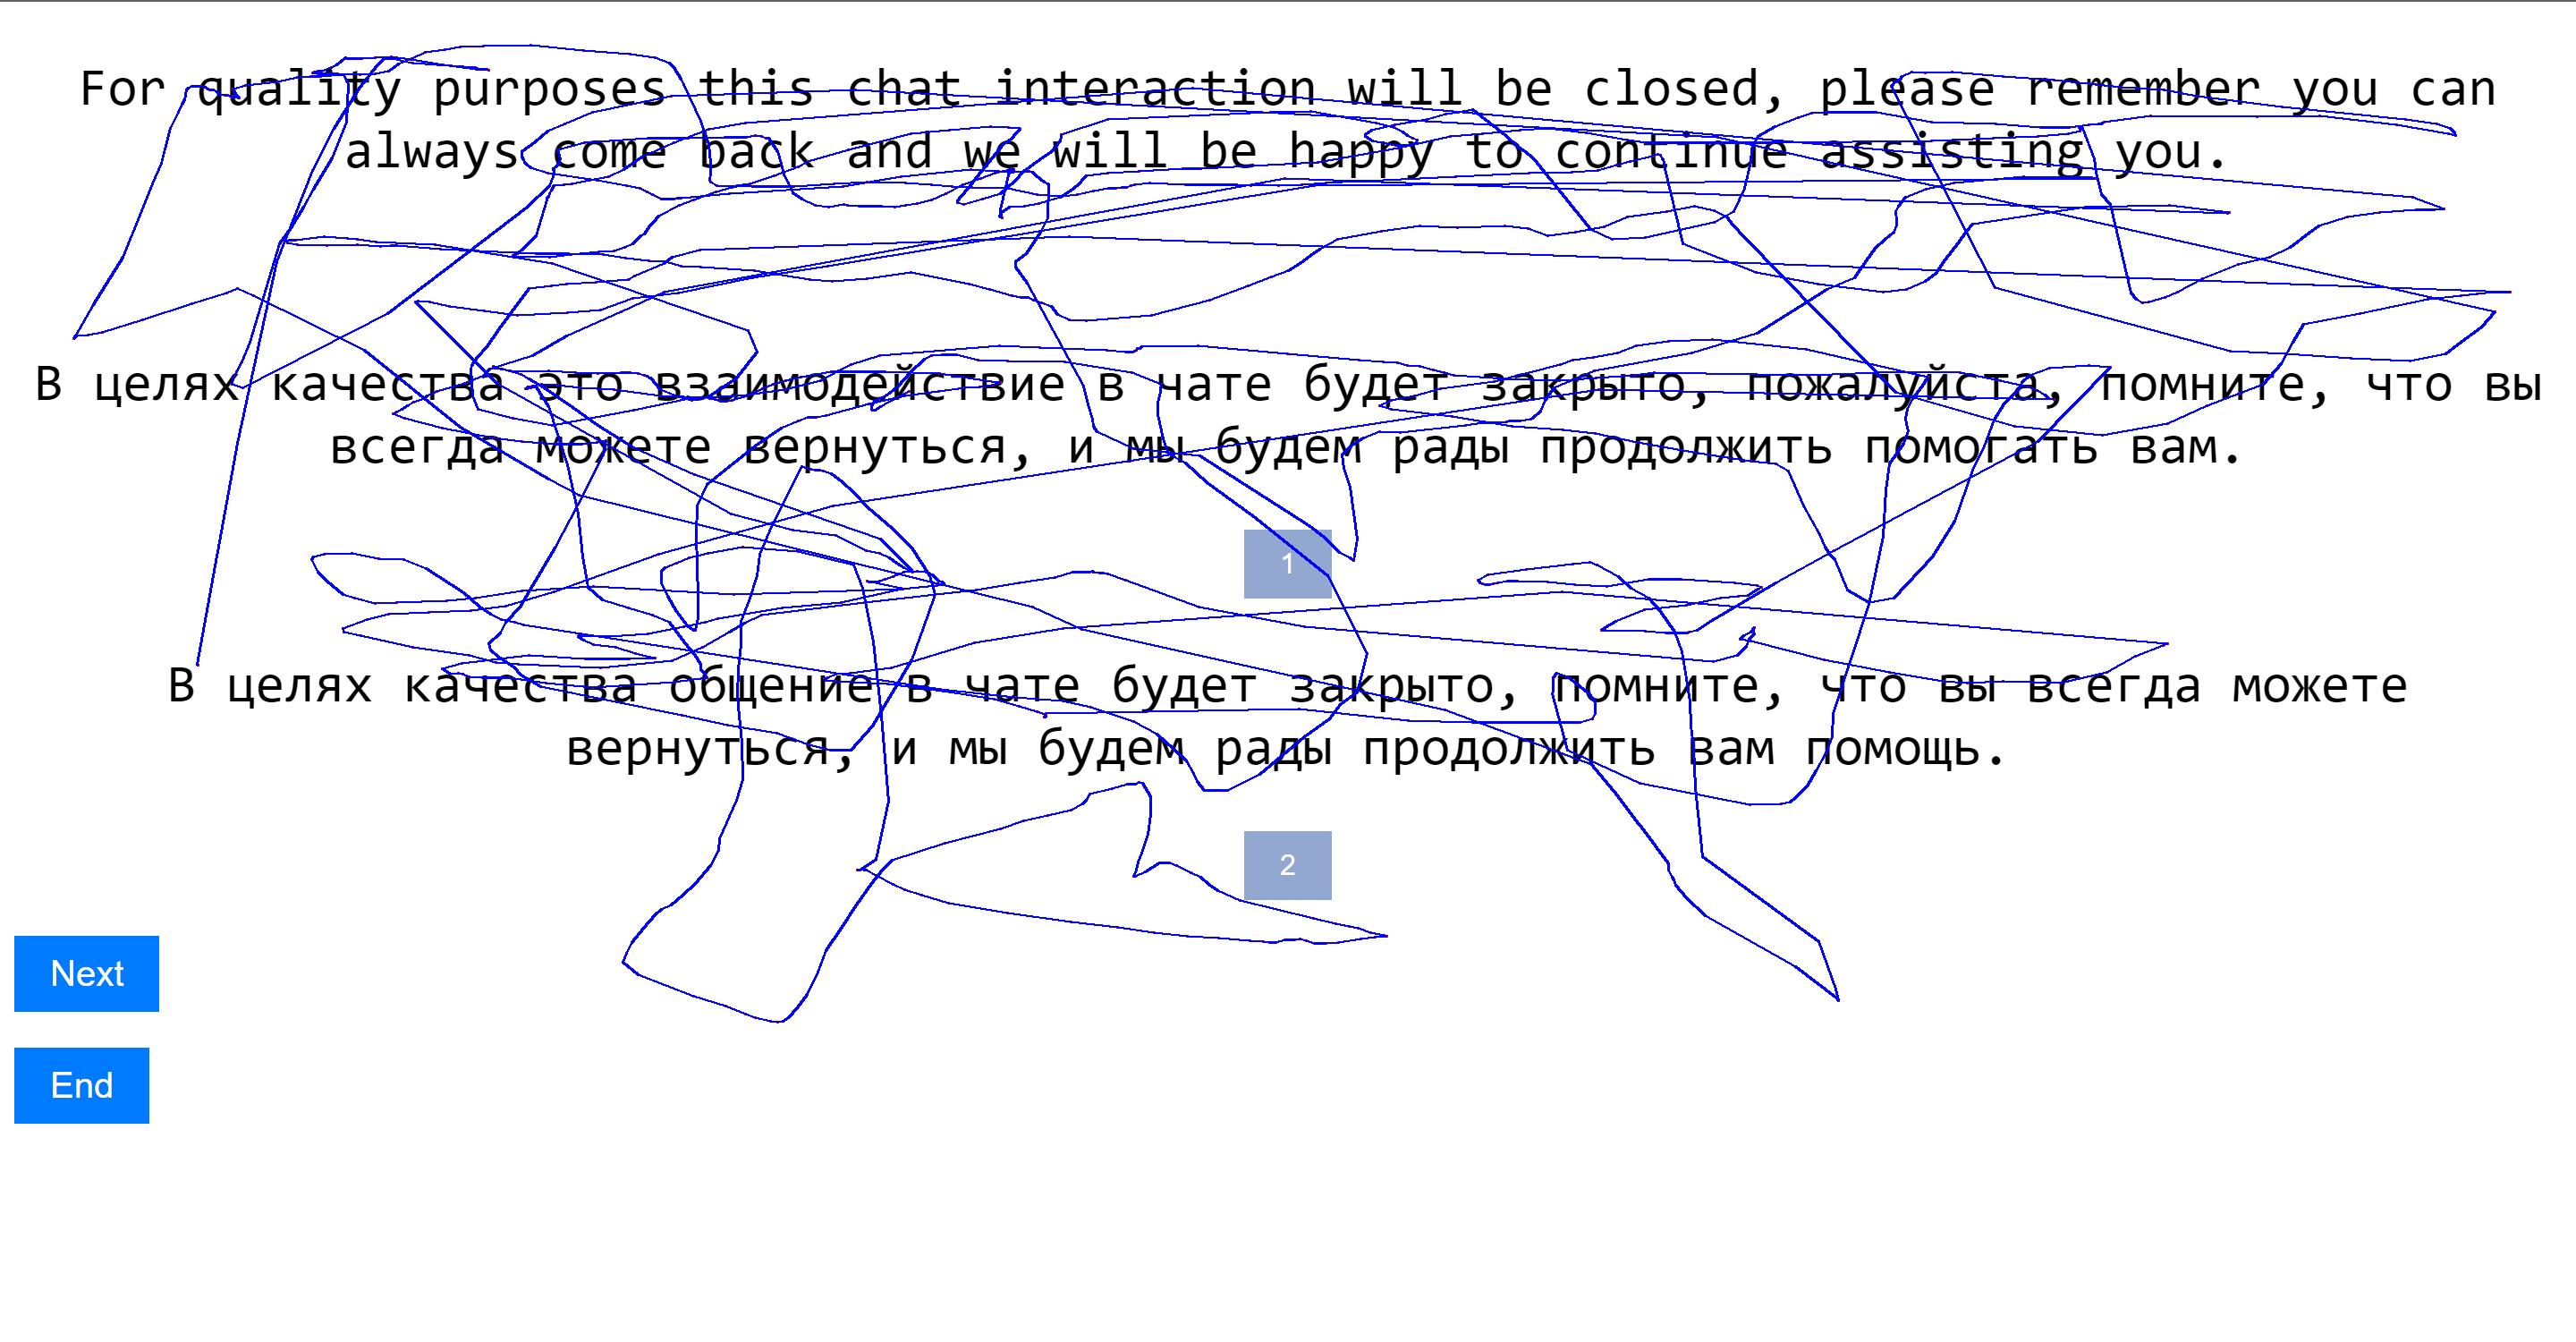 For quality purposes this chat interaction will be closed, please remember you can
always come back and we will be happy to continue assisting you.
В целях качества это взаимодействие в чате будет закрыто, пожалуйста, помните, что вы
всегда можете вернуться, и мы будем рады продолжить помогать вам.
1
В целях качества общение в чате будет закрыто, помните, что вы всегда можете
вернуться, и мы будем рады продолжить вам помощь.
2
Next
End